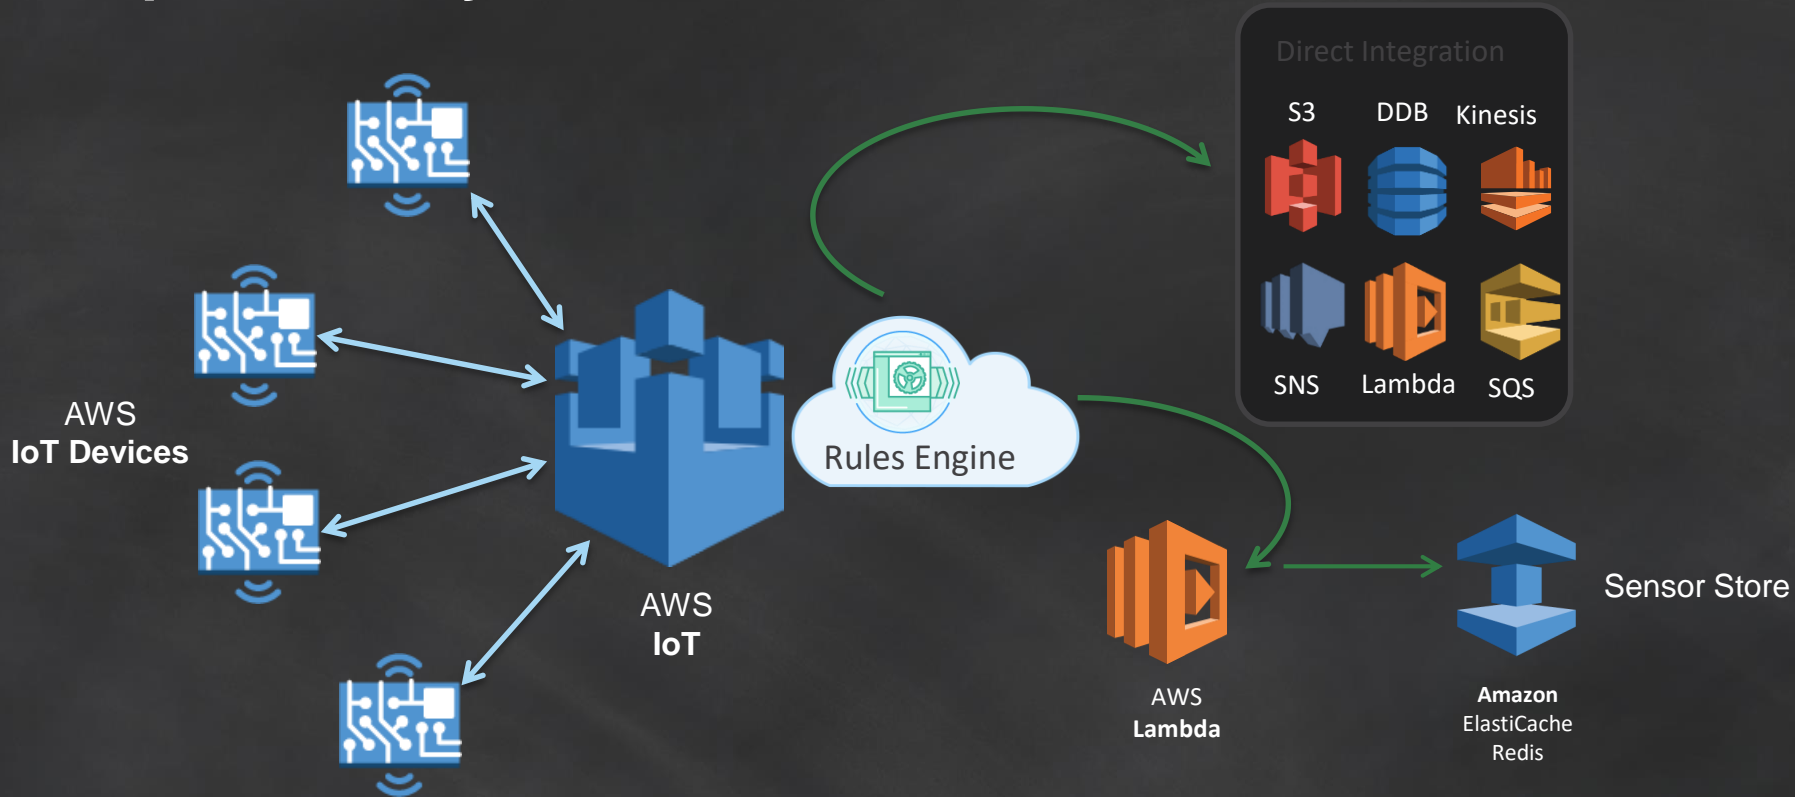 Direct Integration
S3 DDB Kinesis
SNS Lambda SQS
Rules Engine
AWS
IoT Devices
AWS
IoT
AWS
Lambda
Amazon
ElastiCache
Redis
Sensor Store